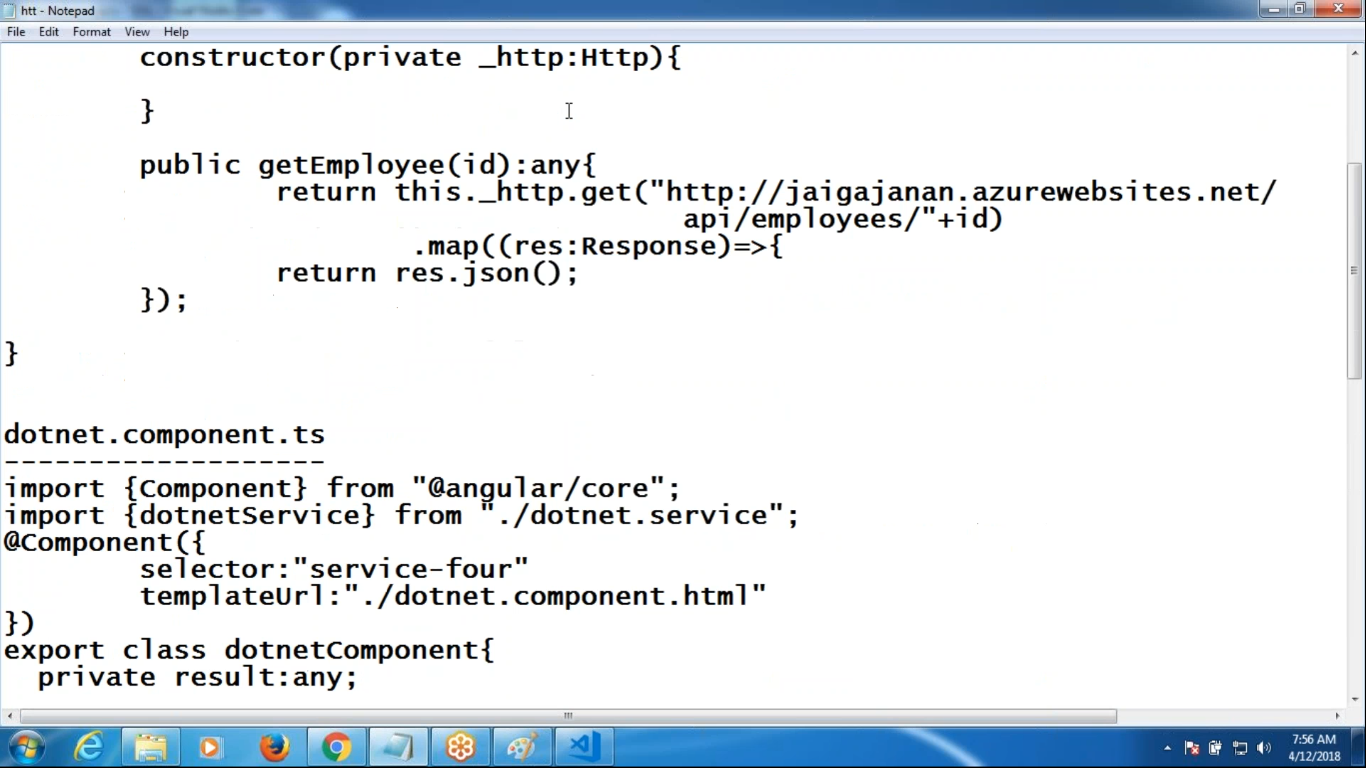 htt - Notepad
File Edit Format View Help
constructor(private _http:Http){
}
public getEmployee(id):any{
return this._http.get("http://jaigajanan.azurewebsites.net/
api/employees/"+id)
.map((res:Response)=>{
return res.json();
});
}
dotnet.component.ts
-------------------
import {Component} from "@angular/core";
import {dotnetService} from "./dotnet.service";
@Component({
selector:"service-four"
templateUrl:"./dotnet.component.html"
})
export class dotnetComponent{
private result:any;
7:56 AM
4/12/2018